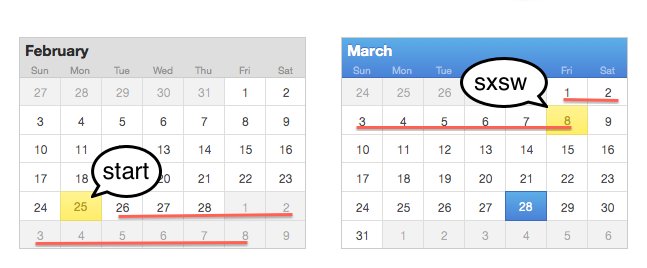 February
Sun Mon Tue Wed Thu Fri Sat
27 28 29 30 31 1 2
3 4 5 6 7 8 9
10 11 13 14 15 16
17 18 20 21 22 23
start
24 25 26 27 28 1 2
3 4 5 6 7 8 9
March
Sun Mon Tue Fri Sat
sxsw
24 25 26 1 2
3 4 5 6 7 8 9
10 11 12 13 14 15 16
17 18 19 20 21 22 23
24 25 26 27 28 29 30
31 1 2 3 4 5 6